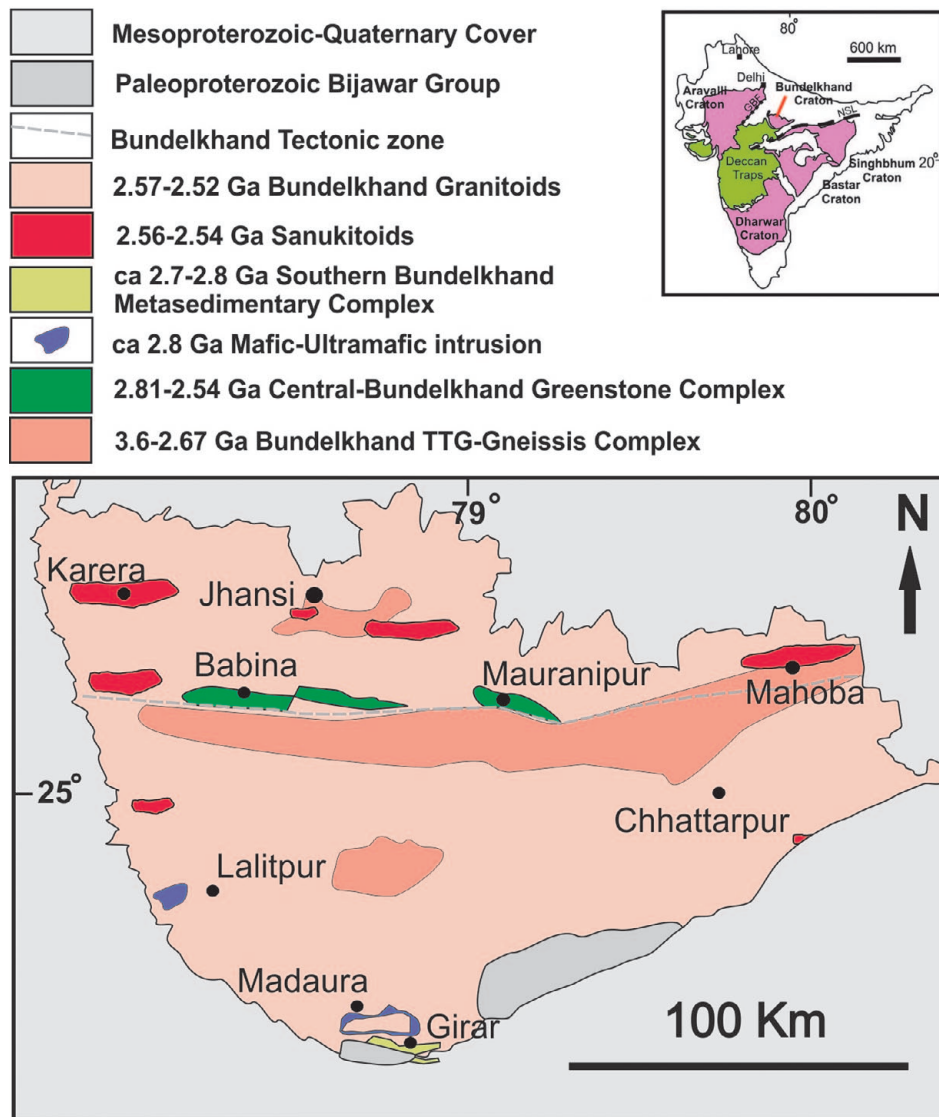 Mesoproterozoic-Quaternary Cover
Paleoproterozoic Bijawar Group
Bundelkhand Tectonic zone
2.57-2.52 Ga Bundelkhand Granitoids
2.56-2.54 Ga Sanukitoids
ca 2.7-2.8 Ga Southern Bundelkhand
Metasedimentary Complex
ca 2.8 Ga Mafic-Ultramafic intrusion
2.81-2.54 Ga Central-Bundelkhand Greenstone Complex
3.6-2.67 Ga Bundelkhand TTG-Gneissis Complex
80°
600 km
Lahore
Delhi
Bundelkhand
Craton
Aravalli
Craton
GBF
NSL
Deccan
Traps
Singhbhum
Craton
20°
Bastar
Craton
Dharwar
Craton
79°
80°
N
Karera
Jhansi
Babina
Mauranipur
Mahoba
25°
Chhattarpur
Lalitpur
Madaura
Girar
100 Km